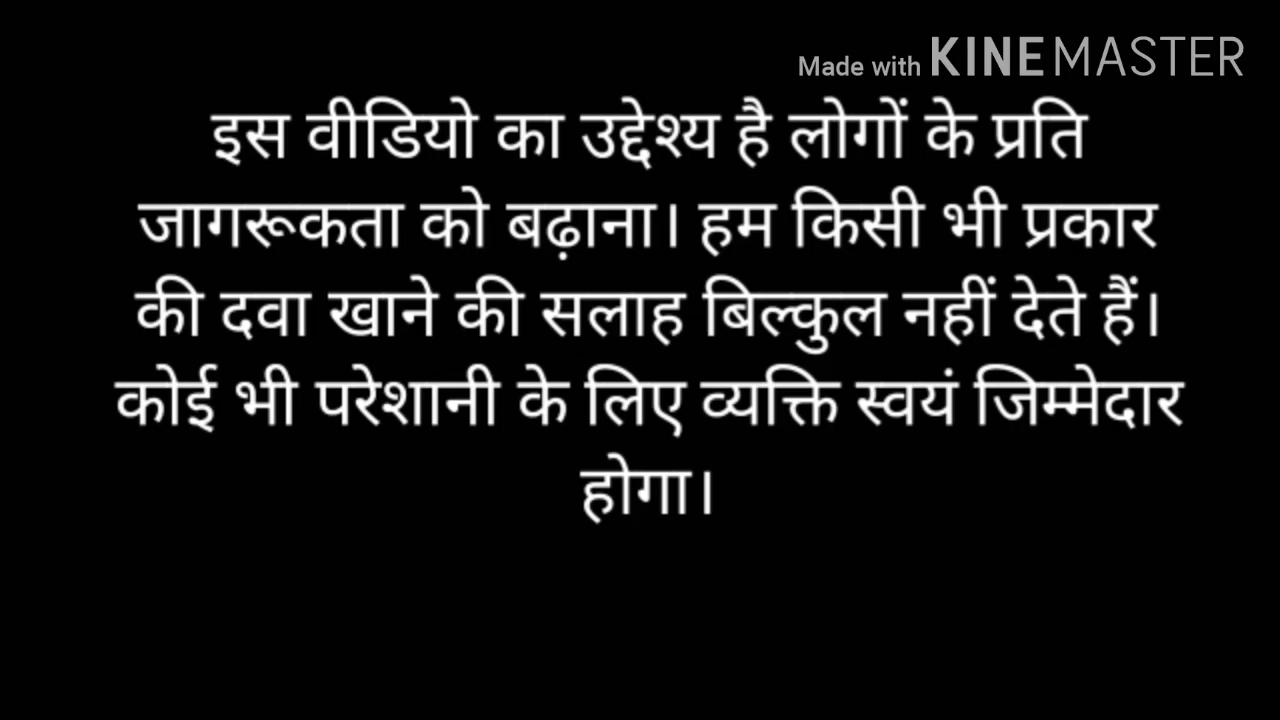 Made with KINEMASTER
इस वीडियो का उद्देश्य है लोगों के प्रति
जागरूकता को बढ़ाना। हम किसी भी प्रकार
की दवा खाने की सलाह बिल्कुल नहीं देते हैं।
कोई भी परेशानी के लिए व्यक्ति स्वयं जिम्मेदार
होगा।